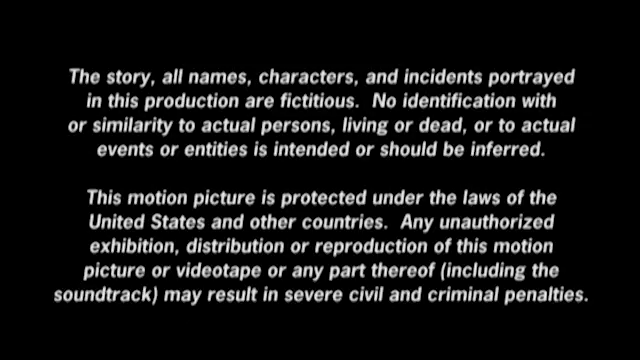 The story, all names, characters, and incidents portrayed
in this production are fictitious. No identification with
or similarity to actual persons, living or dead, or to actual
events or entities is intended or should be inferred.
This motion picture is protected under the laws of the
United States and other countries. Any unauthorized
exhibition, distribution or reproduction of this motion
picture or videotape or any part thereof (including the
soundtrack) may result in severe civil and criminal penalties.